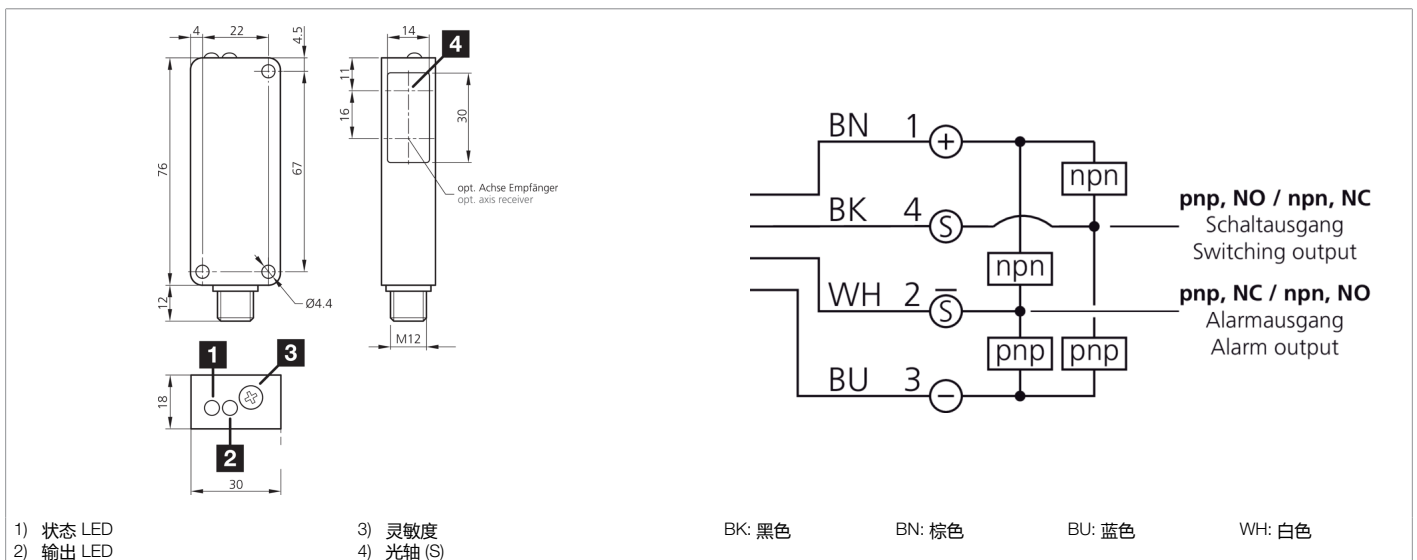 4
22
4.5
14
4
11
16
30
76
67
opt. Achse Empfänger
opt. axis receiver
12
Ø4.4
M12
1
3
18
2
30
BN 1 +
npn
pnp, NO / npn, NC
BK 4 S
Schaltausgang
Switching output
npn
pnp, NC / npn, NO
WH 2 S̅
Alarmausgang
pnp pnp
Alarm output
BU 3 −
1) 状态 LED
2) 输出 LED
3) 灵敏度
4) 光轴 (S)
BK: 黑色
BN: 棕色
BU: 蓝色
WH: 白色